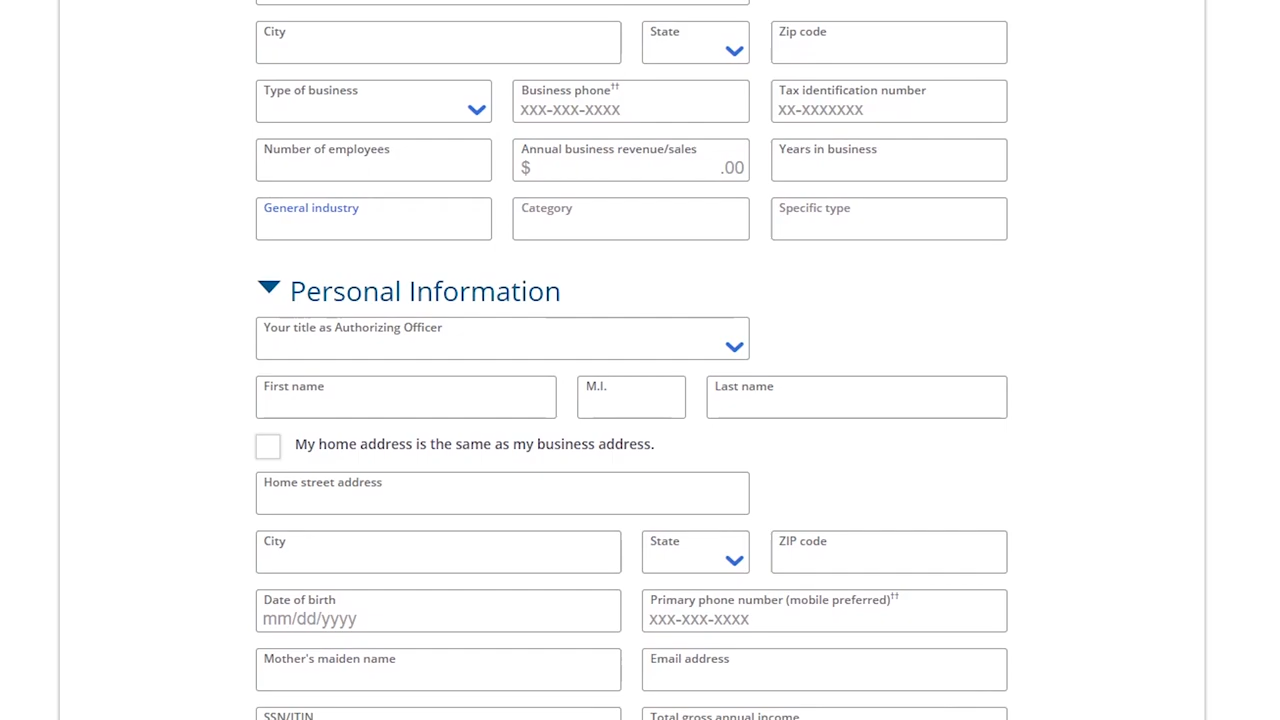 City State Zip code
Type of business Business phone†† Tax identification number
XXX-XXX-XXXX XX-XXXXXXX
Number of employees Annual business revenue/sales Years in business
$ .00
General industry Category Specific type
Personal Information
Your title as Authorizing Officer
First name M.I. Last name
My home address is the same as my business address.
Home street address
City State ZIP code
Date of birth Primary phone number (mobile preferred)††
mm/dd/yyyy XXX-XXX-XXXX
Mother's maiden name Email address
SSN/ITIN Total gross annual income